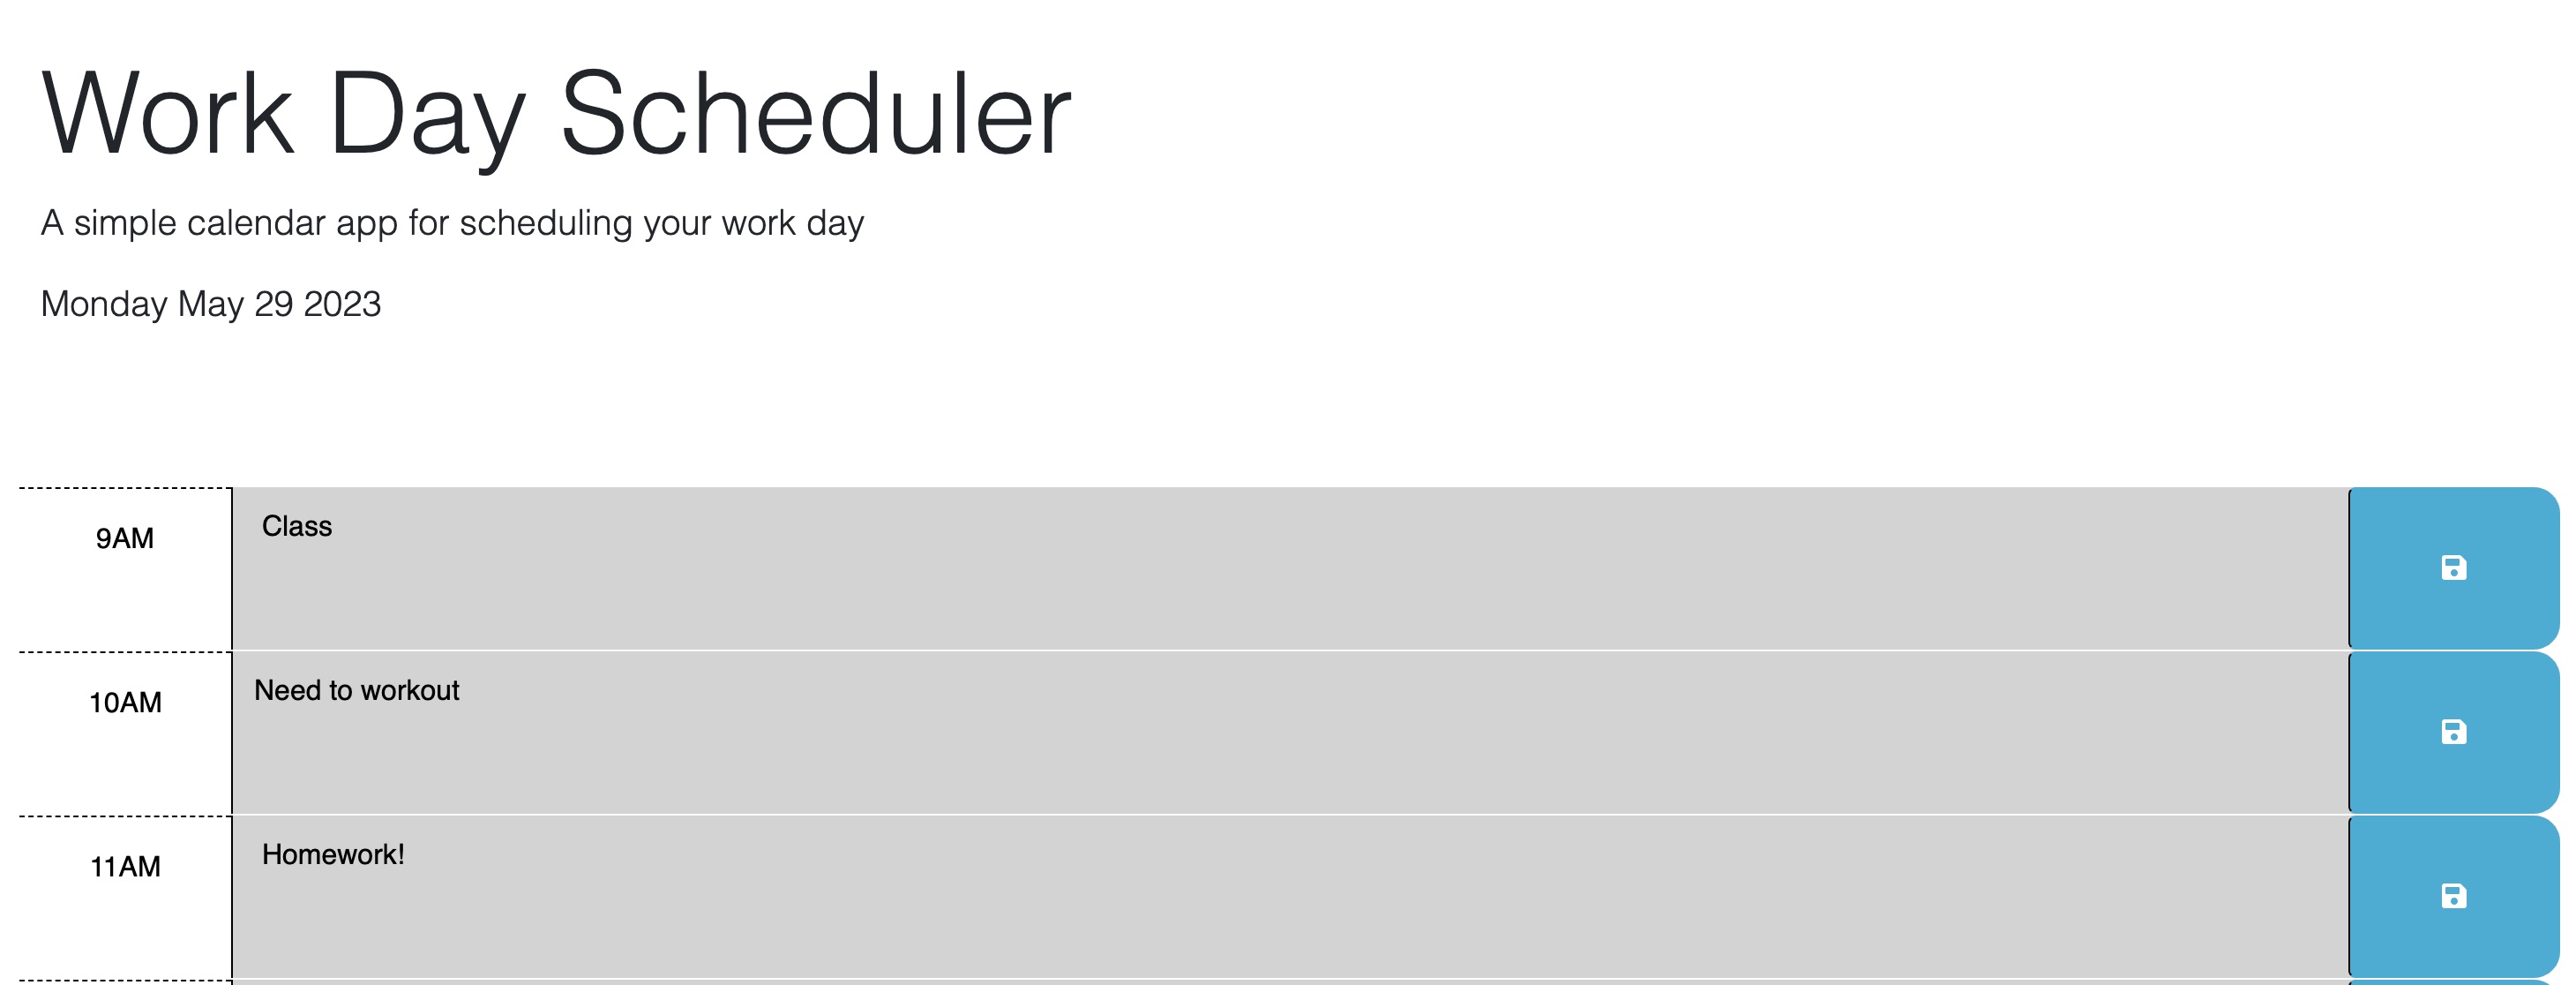 Work Day Scheduler
A simple calendar app for scheduling your work day
Monday May 29 2023
9AM
Class
10AM
Need to workout
11AM
Homework!